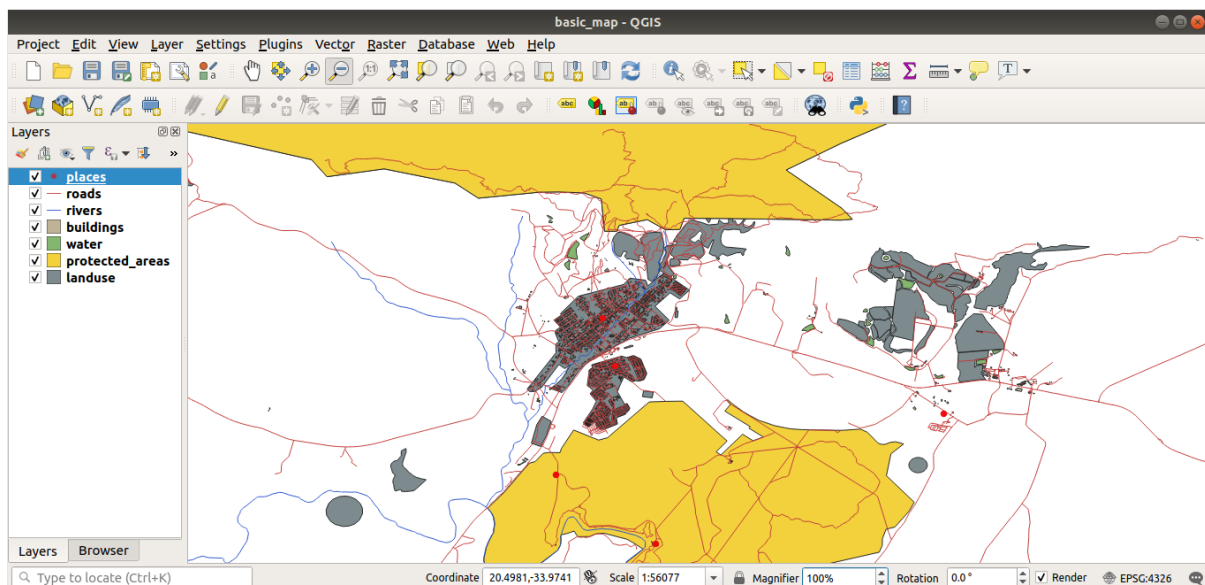 basic_map - QGIS
Project Edit View Layer Settings Plugins Vector Raster Database Web Help
Layers
places
roads
rivers
buildings
water
protected_areas
landuse
Layers Browser
Type to locate (Ctrl+K) Coordinate 20.4981,-33.9741 Scale 1:56077 Magnifier 100% Rotation 0.0 ° Render EPSG:4326